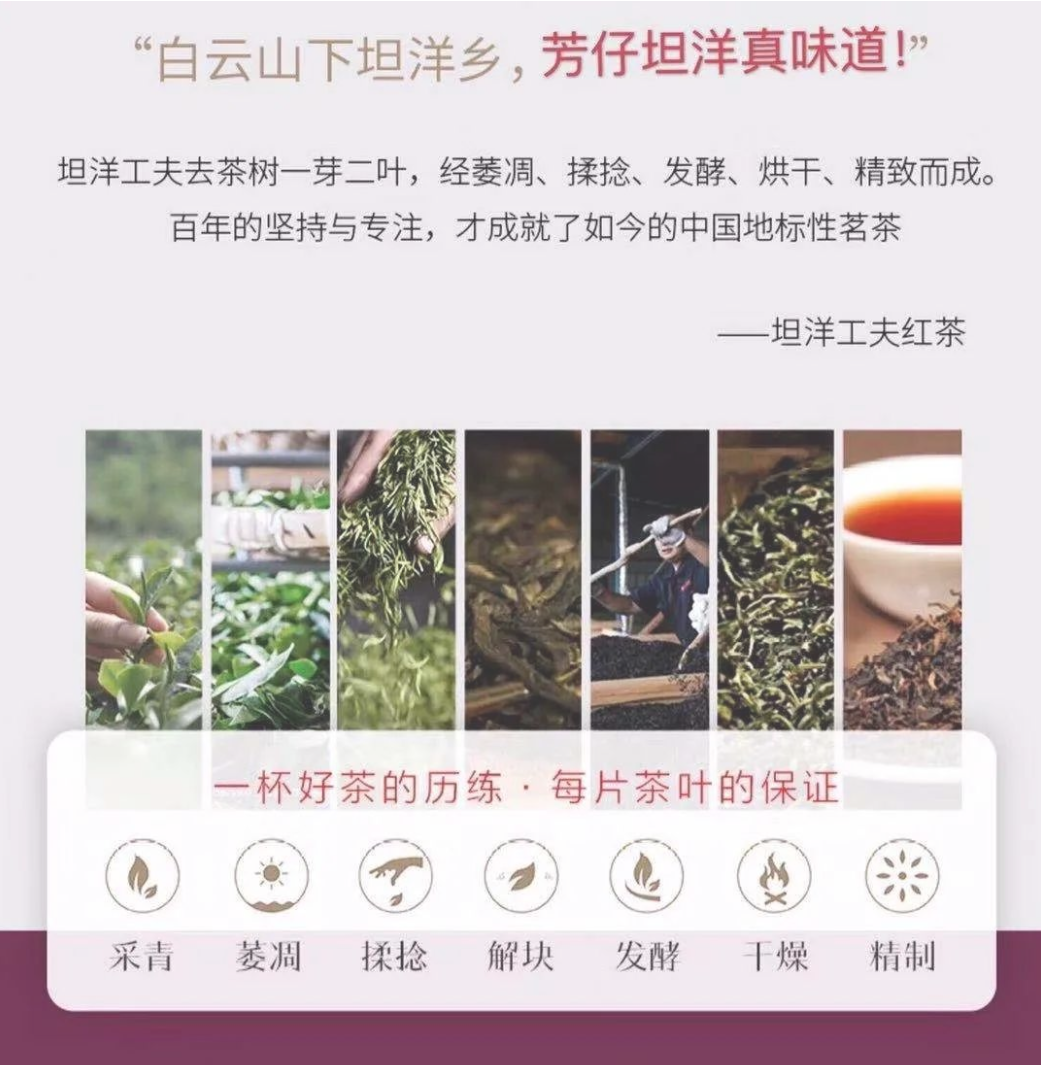 “白云山下坦洋乡，芳仔坦洋真味道！”
坦洋工夫去茶树一芽二叶，经萎凋、揉捻、发酵、烘干、精致而成。
百年的坚持与专注，才成就了如今的中国地标性茗茶
——坦洋工夫红茶
一杯好茶的历练 · 每片茶叶的保证
采青 萎凋 揉捻 解块 发酵 干燥 精制